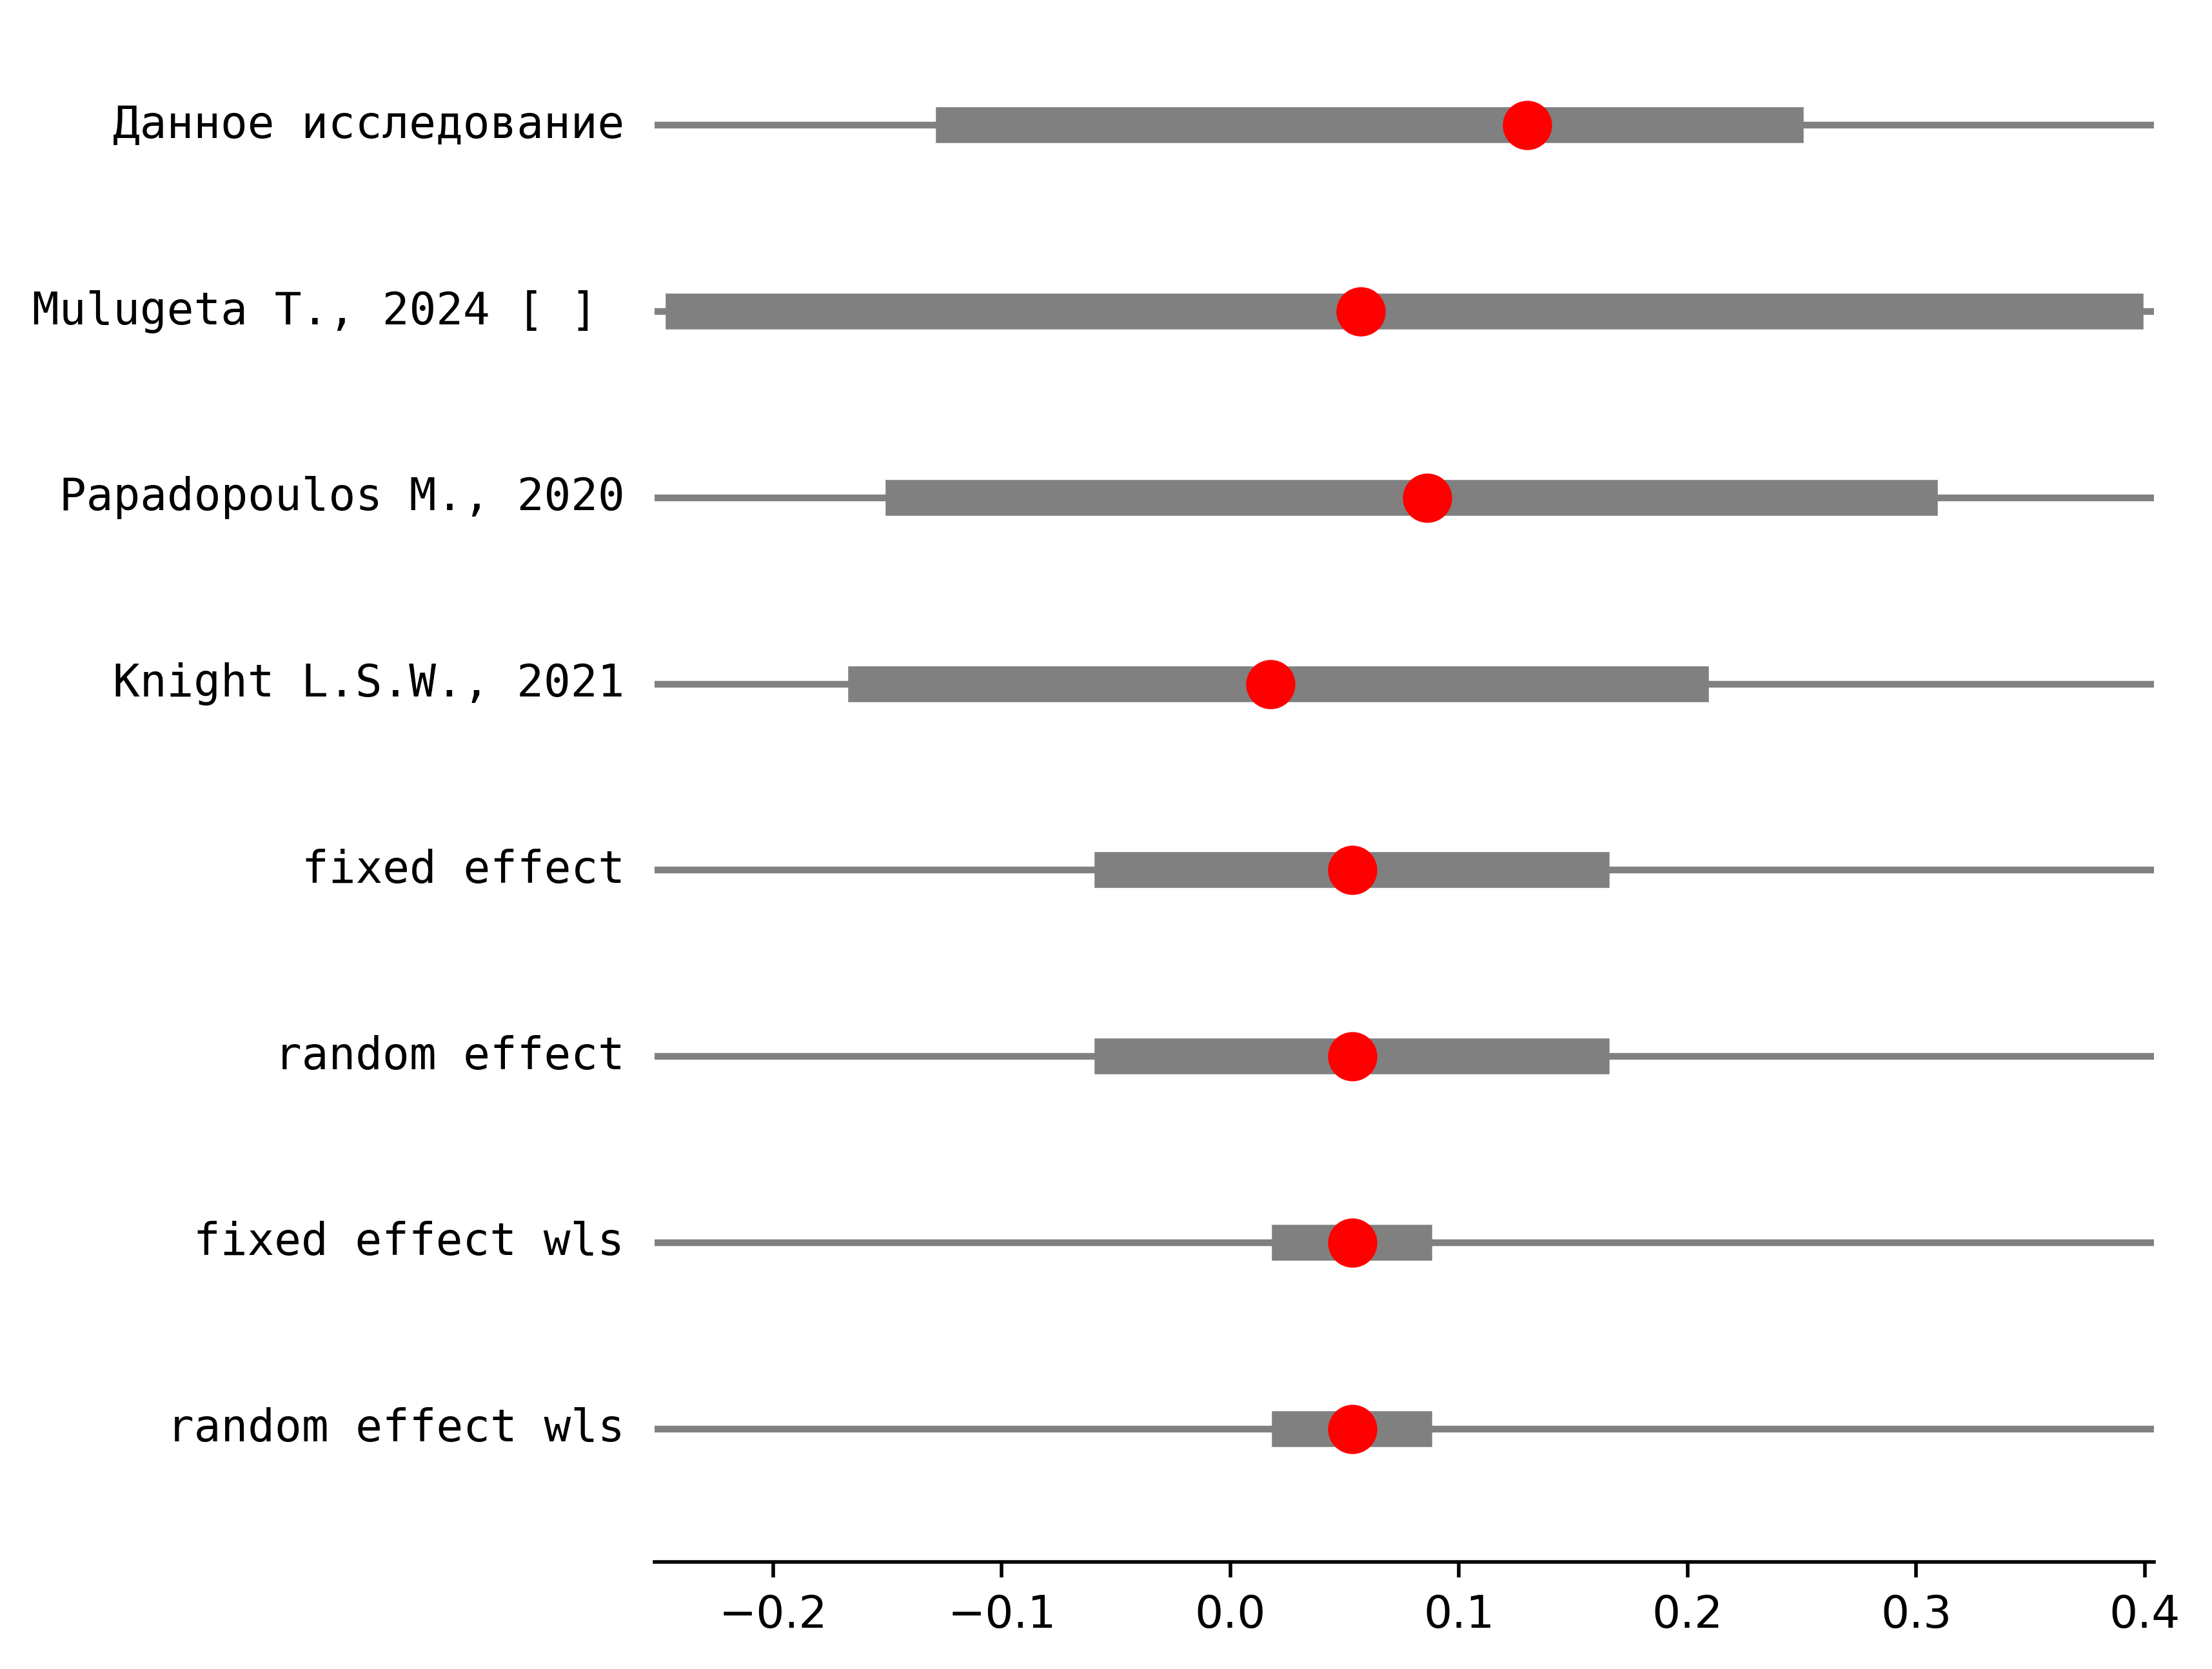 Данное исследование
Mulugeta T., 2024 [ ]
Papadopoulos M., 2020
Knight L.S.W., 2021
fixed effect
random effect
fixed effect wls
random effect wls
−0.2 −0.1 0.0 0.1 0.2 0.3 0.4